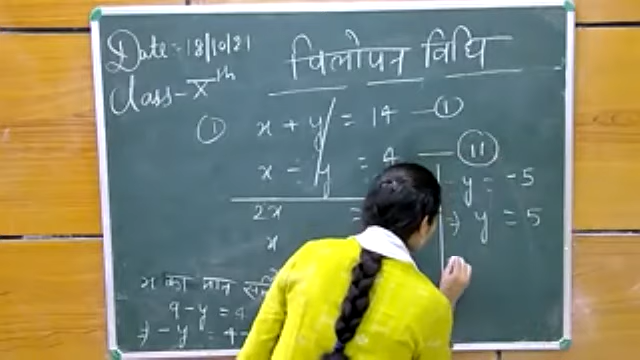 Date:- 18/10/21
Class- Xth
विलोपन विधि
① x + y = 14 — ①
x - y = 4 — ⑪
2x =
x
x का मान
9 - y = 4
⇒ - y = 4 -
- y = -5
⇒ y = 5